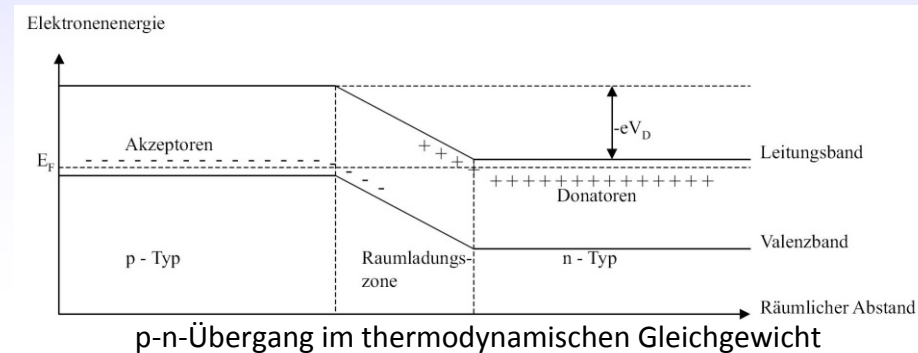 Elektronenenergie
-eV_D
Akzeptoren
- - - - - - - - - - - - - - - - -
+ + + +
Leitungsband
E_F
- - -
+ + + + + + + + + + + + + +
Donatoren
Valenzband
p - Typ
Raumladungs-
zone
n - Typ
Räumlicher Abstand
p-n-Übergang im thermodynamischen Gleichgewicht